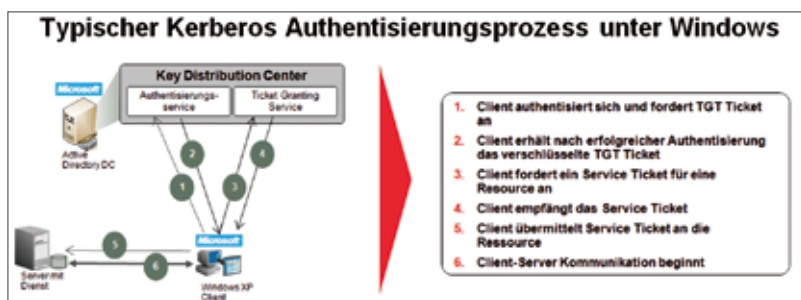 Typischer Kerberos Authentisierungsprozess unter Windows
Microsoft
Key Distribution Center
Authentisierungs-
service
Ticket Granting
Service
Active
Directory DC
2
4
1
3
5
6
Microsoft
Server mit
Dienst
Windows XP
Client
1. Client authentisiert sich und fordert TGT Ticket
an
2. Client erhält nach erfolgreicher Authentisierung
das verschlüsselte TGT Ticket
3. Client fordert ein Service Ticket für eine
Resource an
4. Client empfängt das Service Ticket
5. Client übermittelt Service Ticket an die
Ressource
6. Client-Server Kommunikation beginnt